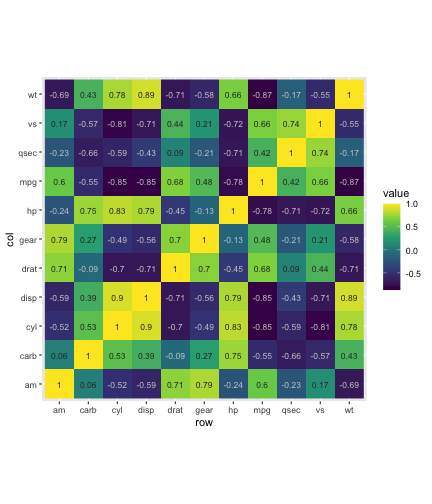 wt -0.69 0.43 0.78 0.89 -0.71 -0.58 0.66 -0.87 -0.17 -0.55 1
vs 0.17 -0.57 -0.81 -0.71 0.44 0.21 -0.72 0.66 0.74 1 -0.55
qsec -0.23 -0.66 -0.59 -0.43 0.09 -0.21 -0.71 0.42 1 0.74 -0.17
mpg 0.6 -0.55 -0.85 -0.85 0.68 0.48 -0.78 1 0.42 0.66 -0.87
hp -0.24 0.75 0.83 0.79 -0.45 -0.13 1 -0.78 -0.71 -0.72 0.66
gear 0.79 0.27 -0.49 -0.56 0.7 1 -0.13 0.48 -0.21 0.21 -0.58
drat 0.71 -0.09 -0.7 -0.71 1 0.7 -0.45 0.68 0.09 0.44 -0.71
disp -0.59 0.39 0.9 1 -0.71 -0.56 0.79 -0.85 -0.43 -0.71 0.89
cyl -0.52 0.53 1 0.9 -0.7 -0.49 0.83 -0.85 -0.59 -0.81 0.78
carb 0.06 1 0.53 0.39 -0.09 0.27 0.75 -0.55 -0.66 -0.57 0.43
am 1 0.06 -0.52 -0.59 0.71 0.79 -0.24 0.6 -0.23 0.17 -0.69
am carb cyl disp drat gear hp mpg qsec vs wt
row
col
value
1.0
0.5
0.0
-0.5